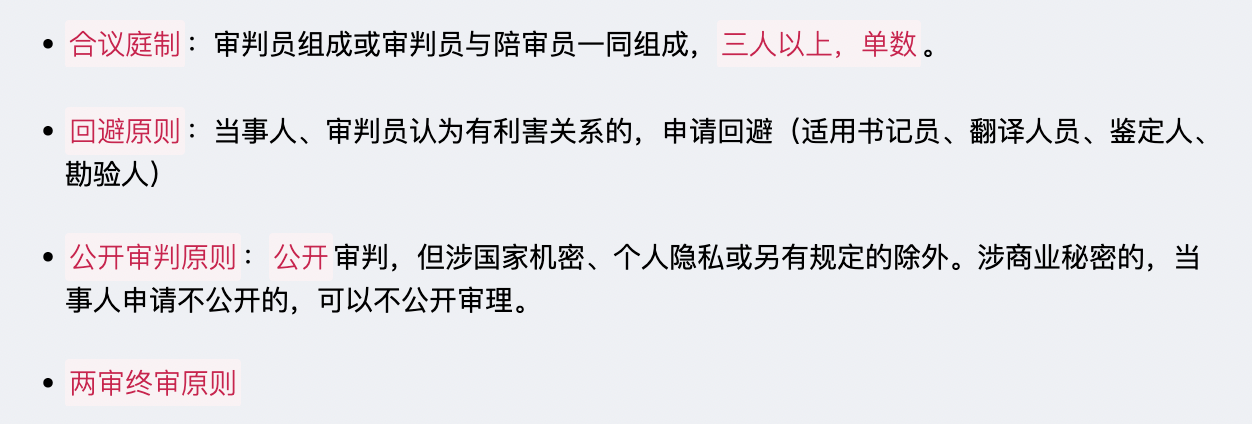 • 合议庭制：审判员组成或审判员与陪审员一同组成，三人以上，单数。
• 回避原则：当事人、审判员认为有利害关系的，申请回避（适用书记员、翻译人员、鉴定人、
勘验人）
• 公开审判原则：公开审判，但涉国家机密、个人隐私或另有规定的除外。涉商业秘密的，当
事人申请不公开的，可以不公开审理。
• 两审终审原则